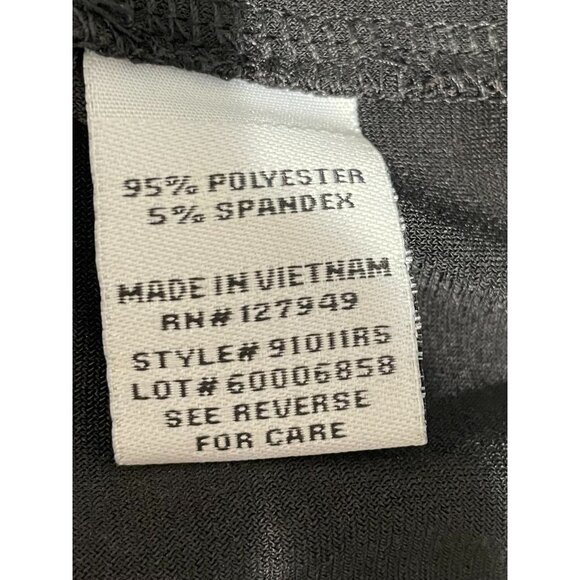 95% POLYESTER
5% SPANDEX
MADE IN VIETNAM
RN# 127949
STYLE# 91011RS
LOT# 60006858
SEE REVERSE
FOR CARE